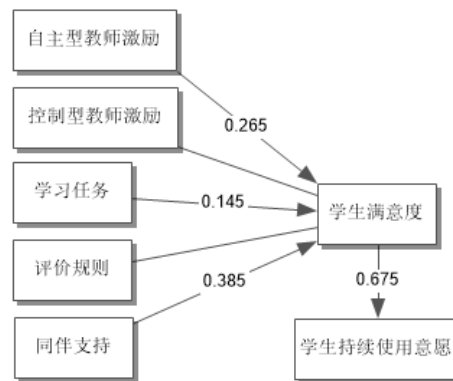 自主型教师激励
控制型教师激励
0.265
学习任务
0.145
学生满意度
评价规则
0.385
0.675
同伴支持
学生持续使用意愿